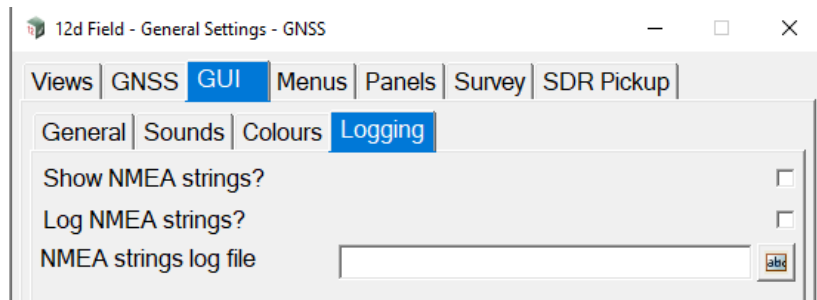 12d Field - General Settings - GNSS
Views GNSS GUI Menus Panels Survey SDR Pickup
General Sounds Colours Logging
Show NMEA strings?
Log NMEA strings?
NMEA strings log file
abc